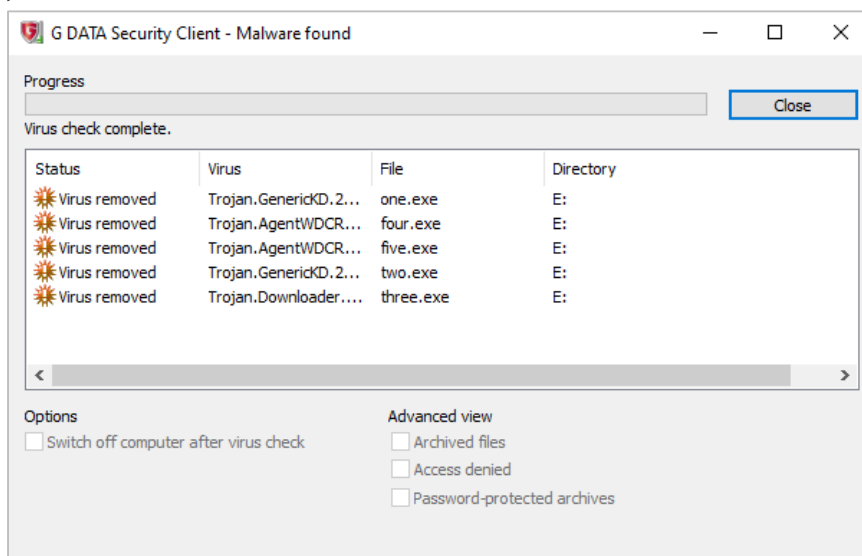 G DATA Security Client - Malware found
Progress
Close
Virus check complete.
Status Virus File Directory
Virus removed Trojan.GenericKD.2... one.exe E:
Virus removed Trojan.AgentWDCR... four.exe E:
Virus removed Trojan.AgentWDCR... five.exe E:
Virus removed Trojan.GenericKD.2... two.exe E:
Virus removed Trojan.Downloader.... three.exe E:
Options Advanced view
Switch off computer after virus check Archived files
Access denied
Password-protected archives